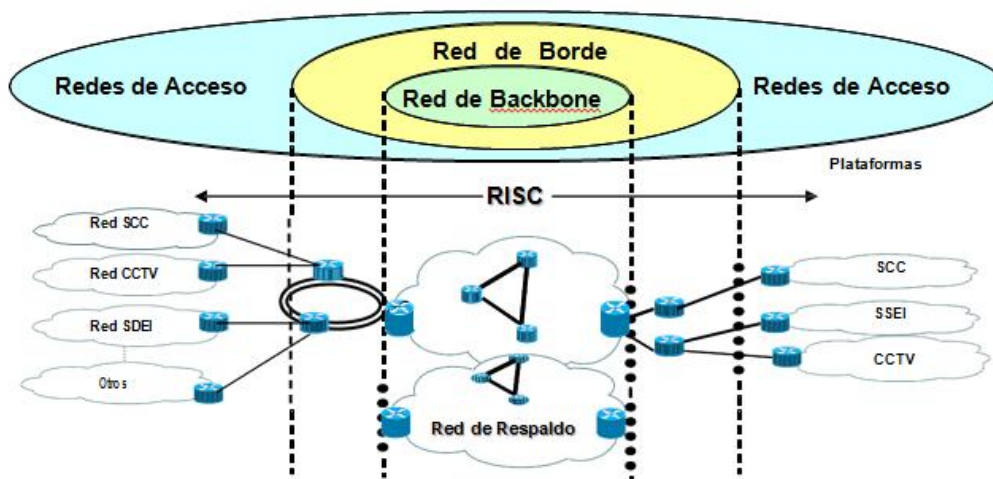 Red de Borde
Redes de Acceso
Red de Backbone
Redes de Acceso
Plataformas
RISC
Red SCC
Red CCTV
Red SDEI
Otros
SCC
SSEI
CCTV
Red de Respaldo